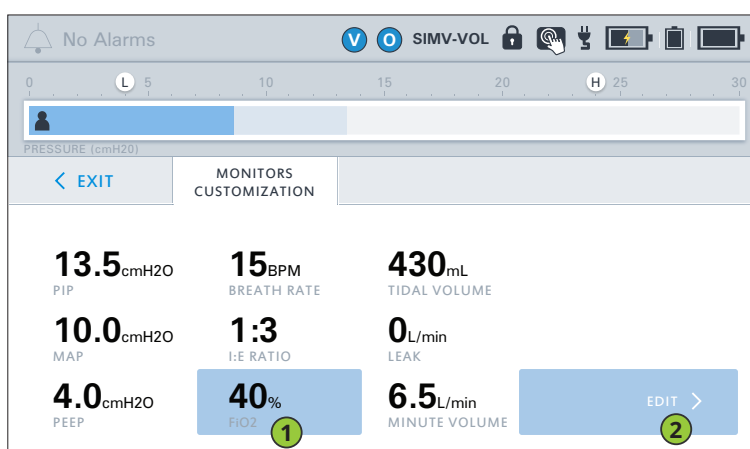 No Alarms V O SIMV-VOL
0 L 5 10 15 20 H 25 30
PRESSURE (cmH20)
EXIT
MONITORS
CUSTOMIZATION
13.5cmH2O 15BPM 430mL
PIP BREATH RATE TIDAL VOLUME
10.0cmH2O 1:3 0L/min
MAP I:E RATIO LEAK
4.0cmH2O 40% 6.5L/min EDIT
PEEP FiO2 1 MINUTE VOLUME 2